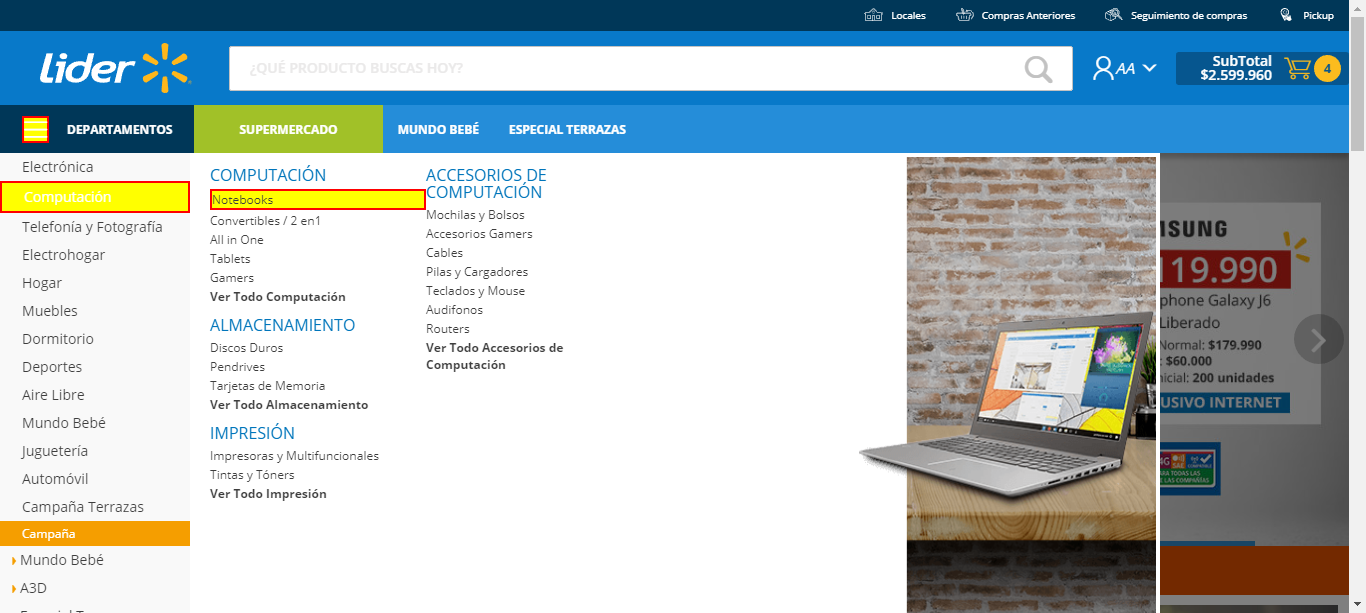 Locales
Compras Anteriores
Seguimiento de compras
Pickup
Lider
¿QUÉ PRODUCTO BUSCAS HOY?
AA
SubTotal
$2.599.960
4
DEPARTAMENTOS
SUPERMERCADO
MUNDO BEBÉ
ESPECIAL TERRAZAS
Electrónica
Computación
Telefonía y Fotografía
Electrohogar
Hogar
Muebles
Dormitorio
Deportes
Aire Libre
Mundo Bebé
Juguetería
Automóvil
Campaña Terrazas
Campaña
Mundo Bebé
A3D
COMPUTACIÓN
Notebooks
Convertibles / 2 en1
All in One
Tablets
Gamers
Ver Todo Computación
ALMACENAMIENTO
Discos Duros
Pendrives
Tarjetas de Memoria
Ver Todo Almacenamiento
IMPRESIÓN
Impresoras y Multifuncionales
Tintas y Tóners
Ver Todo Impresión
ACCESORIOS DE
COMPUTACIÓN
Mochilas y Bolsos
Accesorios Gamers
Cables
Pilas y Cargadores
Teclados y Mouse
Audifonos
Routers
Ver Todo Accesorios de
Computación
MSUNG
119.990
phone Galaxy J6
Liberado
Normal: $179.990
: $60.000
nicial: 200 unidades
USIVO INTERNET